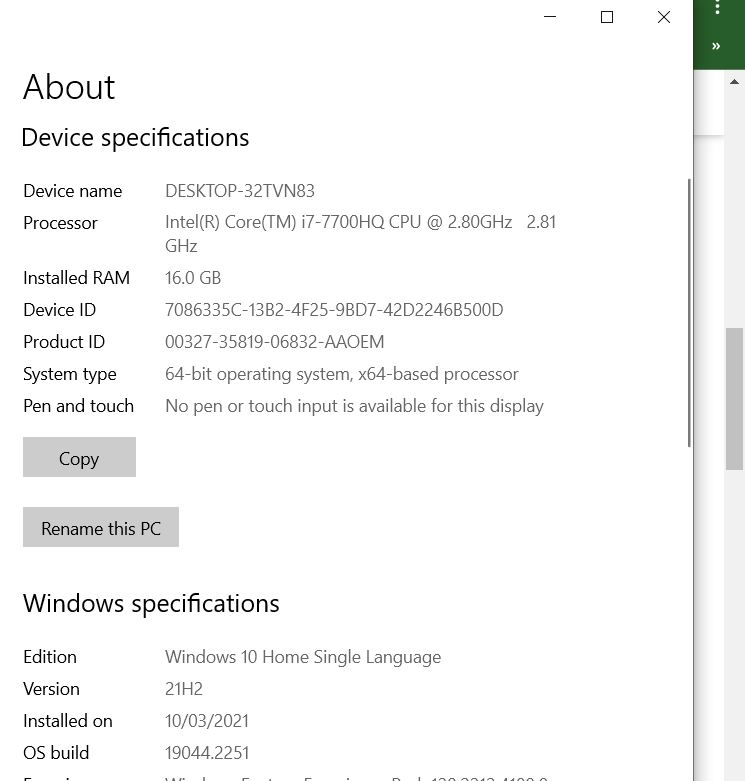 »
About
Device specifications
Device name DESKTOP-32TVN83
Processor Intel(R) Core(TM) i7-7700HQ CPU @ 2.80GHz 2.81
GHz
Installed RAM 16.0 GB
Device ID 7086335C-13B2-4F25-9BD7-42D2246B500D
Product ID 00327-35819-06832-AAOEM
System type 64-bit operating system, x64-based processor
Pen and touch No pen or touch input is available for this display
Copy
Rename this PC
Windows specifications
Edition Windows 10 Home Single Language
Version 21H2
Installed on 10/03/2021
OS build 19044.2251